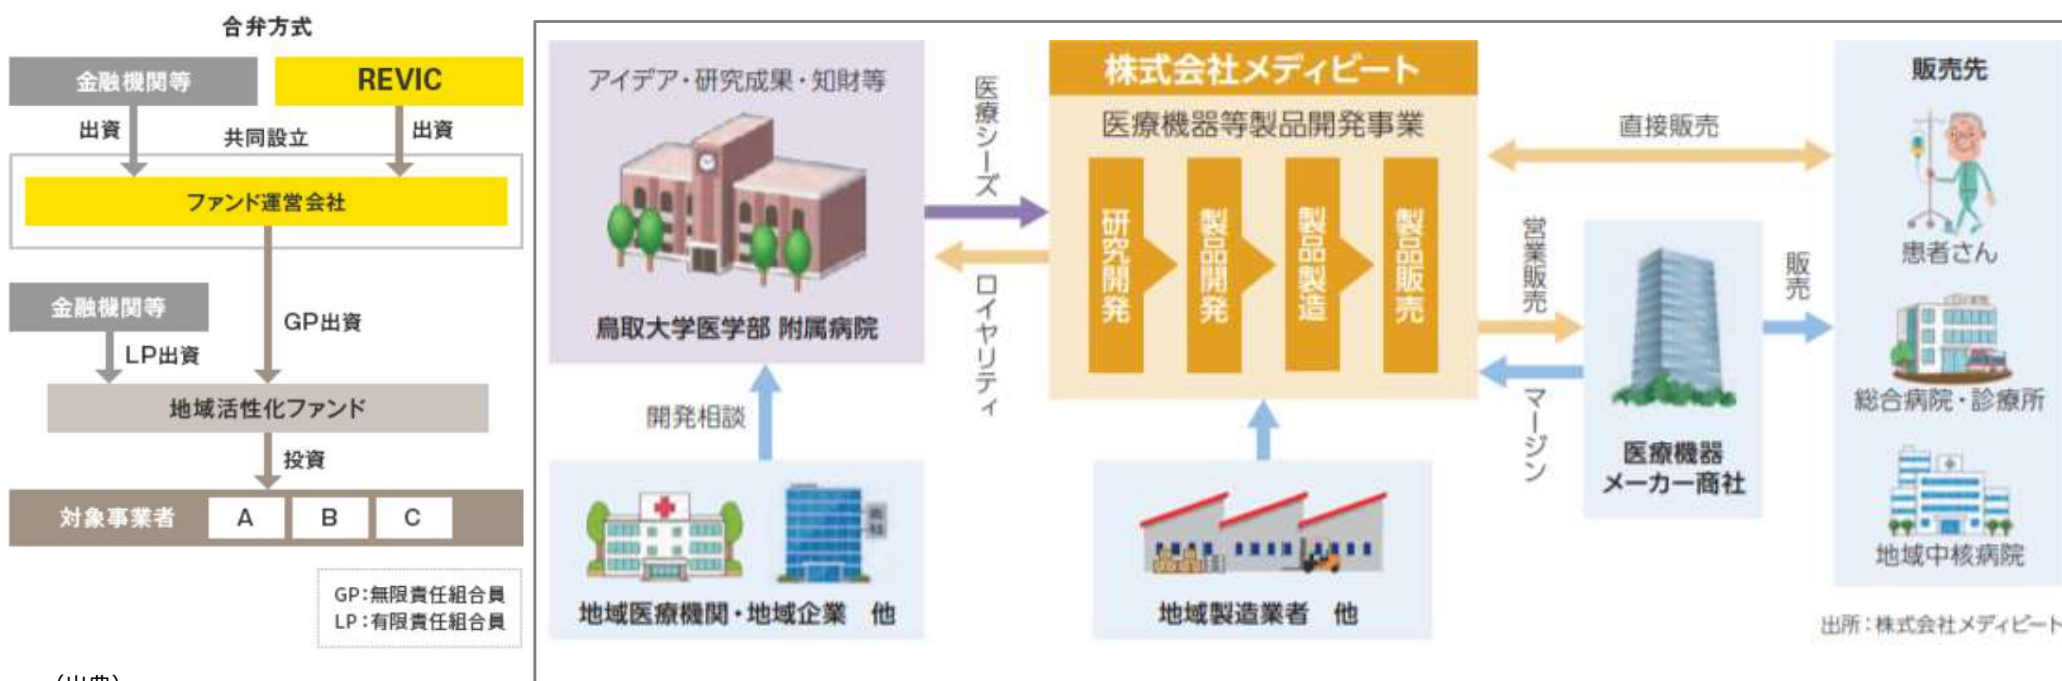 合弁方式
金融機関等
REVIC
出資
共同設立
出資
ファンド運営会社
金融機関等
GP出資
LP出資
地域活性化ファンド
投資
対象事業者
A
B
C
GP：無限責任組合員
LP：有限責任組合員
(出典)
アイデア・研究成果・知財等
鳥取大学医学部 附属病院
医療シーズ
ロイヤリティ
開発相談
地域医療機関・地域企業 他
株式会社メディビート
医療機器等製品開発事業
研究開発
製品開発
製品製造
製品販売
地域製造業者 他
直接販売
営業販売
マージン
医療機器
メーカー商社
販売
販売先
患者さん
総合病院・診療所
地域中核病院
出所：株式会社メディビート